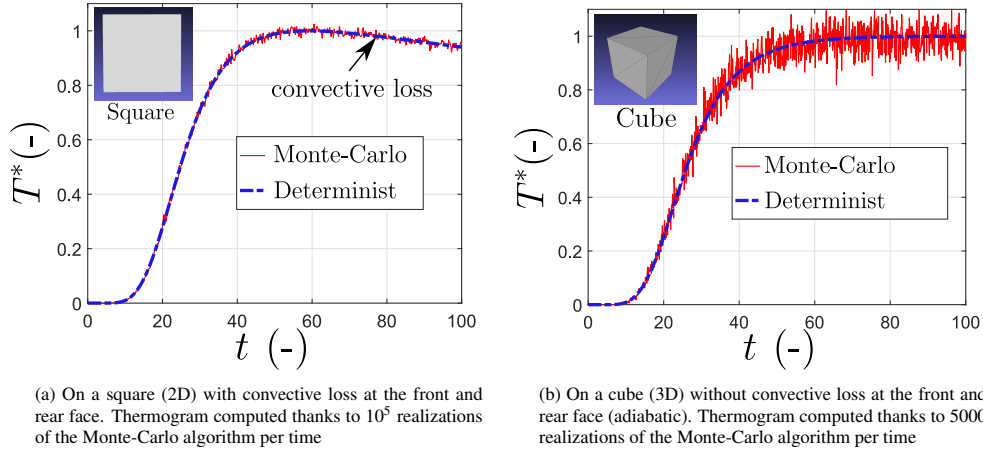 1
0.8
0.6
0.4
0.2
0
T* (-)
0 20 40 60 80 100
t (-)
Square
convective loss
Monte-Carlo
Determinist
1
0.8
0.6
0.4
0.2
0
T* (-)
0 20 40 60 80 100
t (-)
Cube
Monte-Carlo
Determinist
(a) On a square (2D) with convective loss at the front and
rear face. Thermogram computed thanks to 10⁵ realizations
of the Monte-Carlo algorithm per time
(b) On a cube (3D) without convective loss at the front and
rear face (adiabatic). Thermogram computed thanks to 5000
realizations of the Monte-Carlo algorithm per time